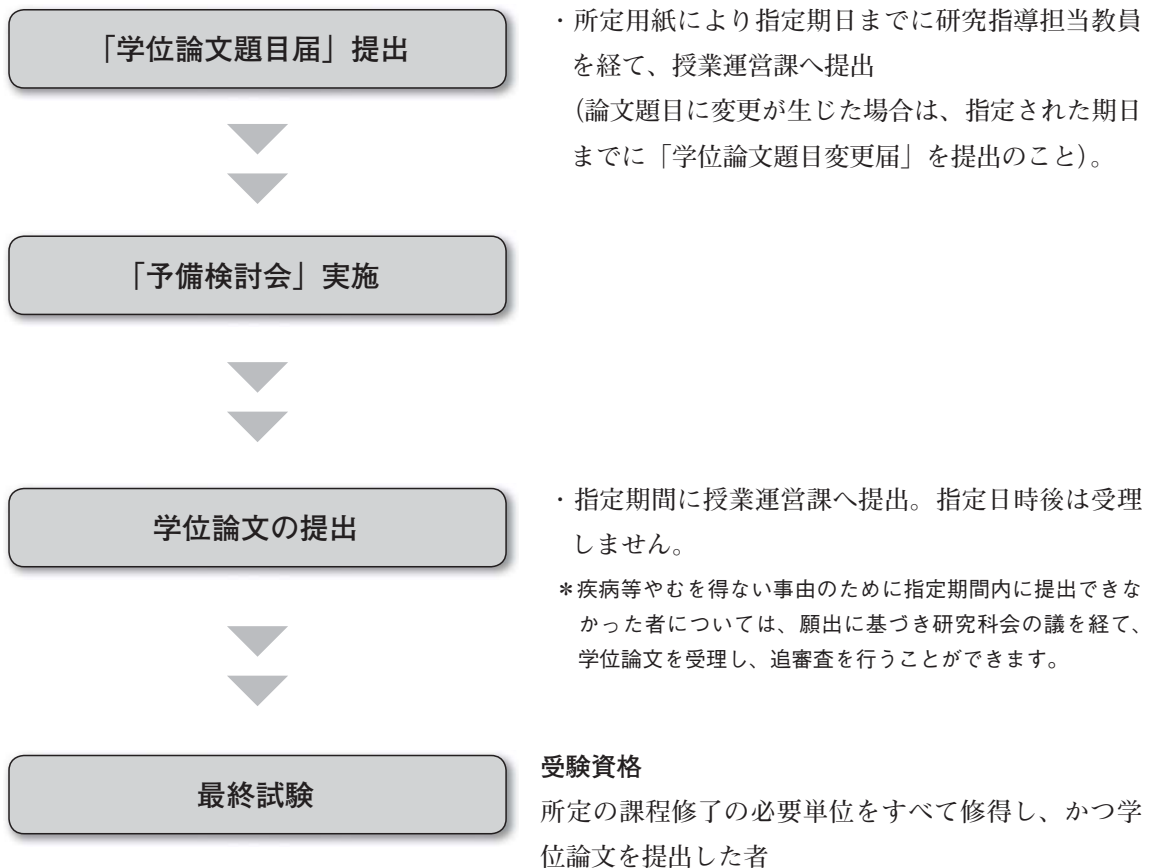 「学位論文題目届」提出
・所定用紙により指定期日までに研究指導担当教員
を経て、授業運営課へ提出
(論文題目に変更が生じた場合は、指定された期日
までに「学位論文題目変更届」を提出のこと)。
「予備検討会」実施
学位論文の提出
・指定期間に授業運営課へ提出。指定日時後は受理
しません。
＊疾病等やむを得ない事由のために指定期間内に提出できな
かった者については、願出に基づき研究科会の議を経て、
学位論文を受理し、追審査を行うことができます。
最終試験
受験資格
所定の課程修了の必要単位をすべて修得し、かつ学
位論文を提出した者